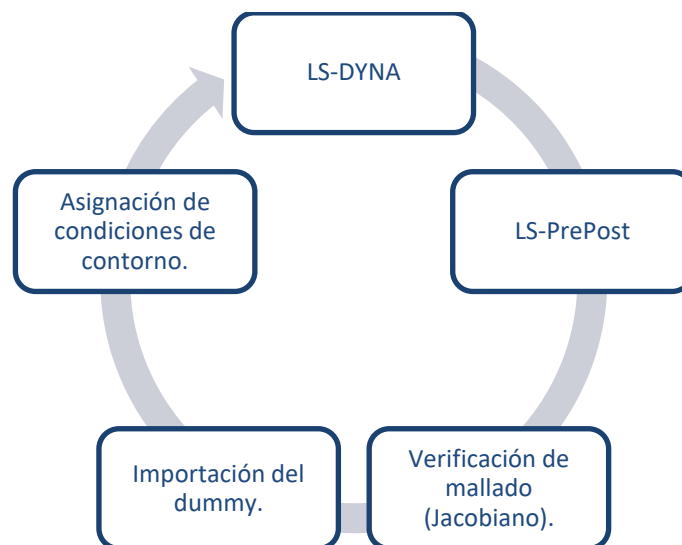 LS-DYNA
LS-PrePost
Verificación de
mallado
(Jacobiano).
Importación del
dummy.
Asignación de
condiciones de
contorno.